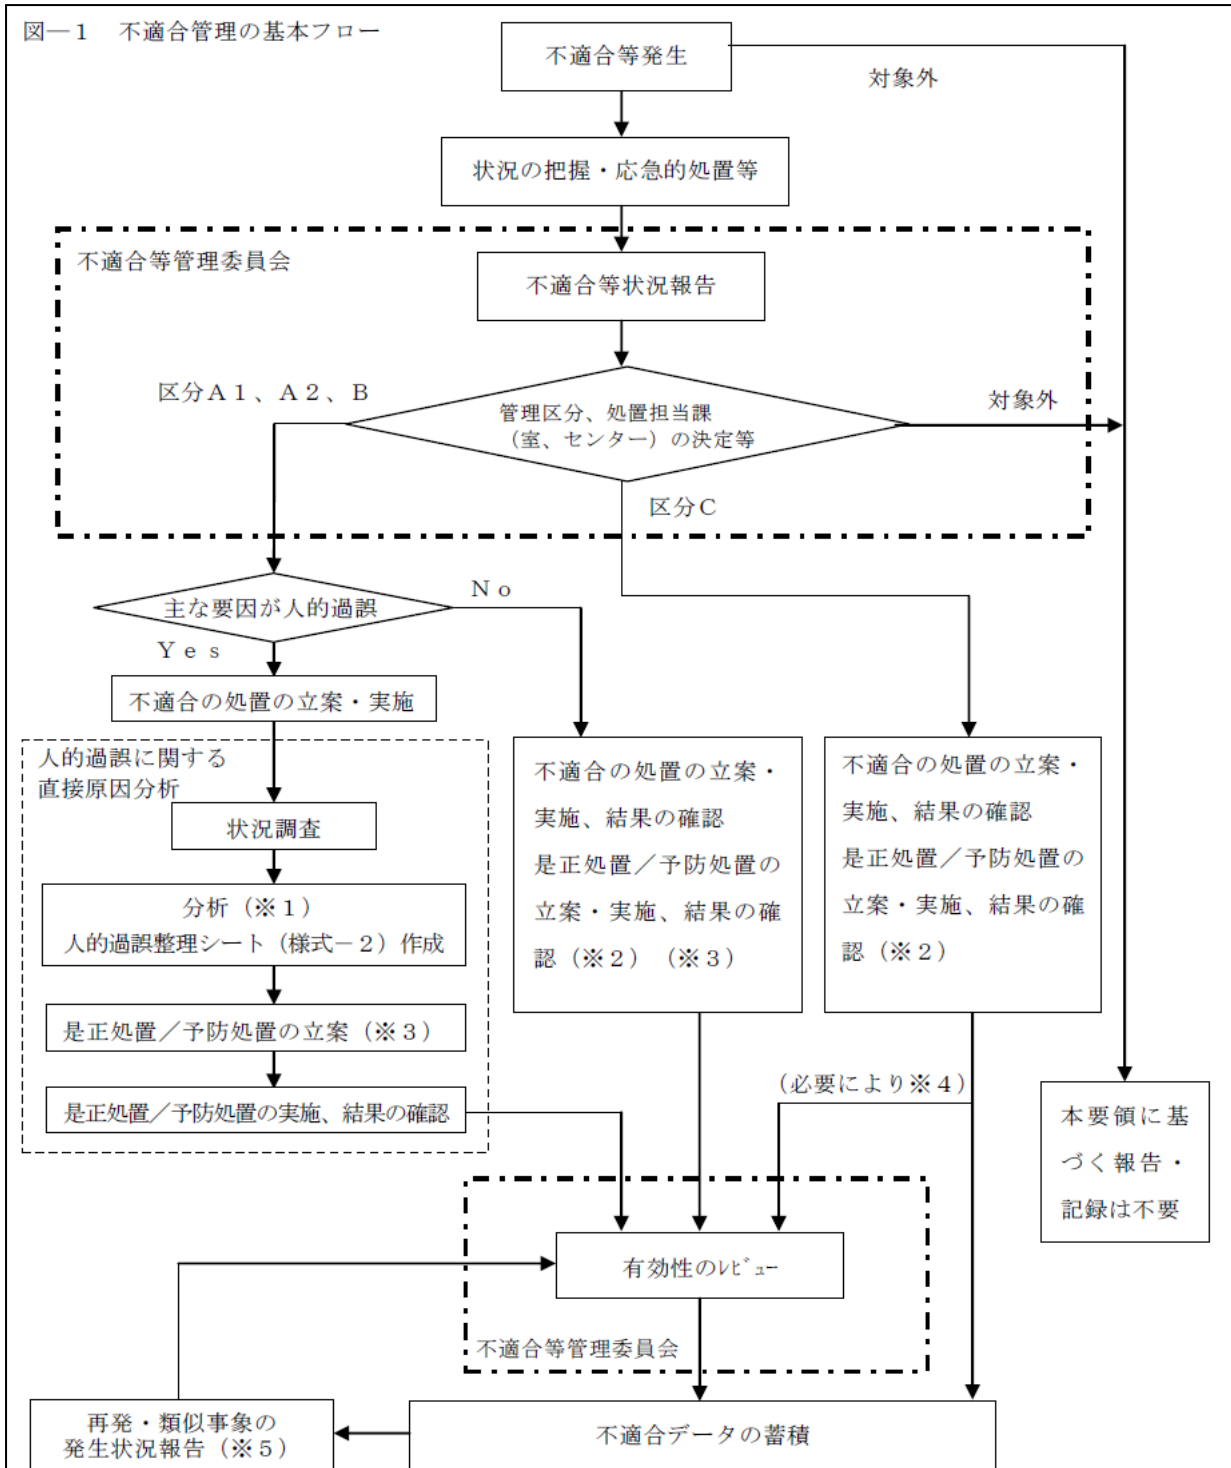 図―1 不適合管理の基本フロー
不適合等発生
対象外
状況の把握・応急的処置等
不適合等管理委員会
不適合等状況報告
区分A1、A2、B
管理区分、処置担当課
(室、センター)の決定等
対象外
区分C
主な要因が人的過誤
No
Yes
不適合の処置の立案・実施
人的過誤に関する
直接原因分析
状況調査
分析(※1)
人的過誤整理シート(様式-2)作成
是正処置/予防処置の立案(※3)
是正処置/予防処置の実施、結果の確認
不適合の処置の立案・
実施、結果の確認
是正処置/予防処置の
立案・実施、結果の確
認(※2)(※3)
不適合の処置の立案・
実施、結果の確認
是正処置/予防処置の
立案・実施、結果の確
認(※2)
(必要により※4)
本要領に基
づく報告・
記録は不要
有効性のレビュー
不適合等管理委員会
再発・類似事象の
発生状況報告(※5)
不適合データの蓄積